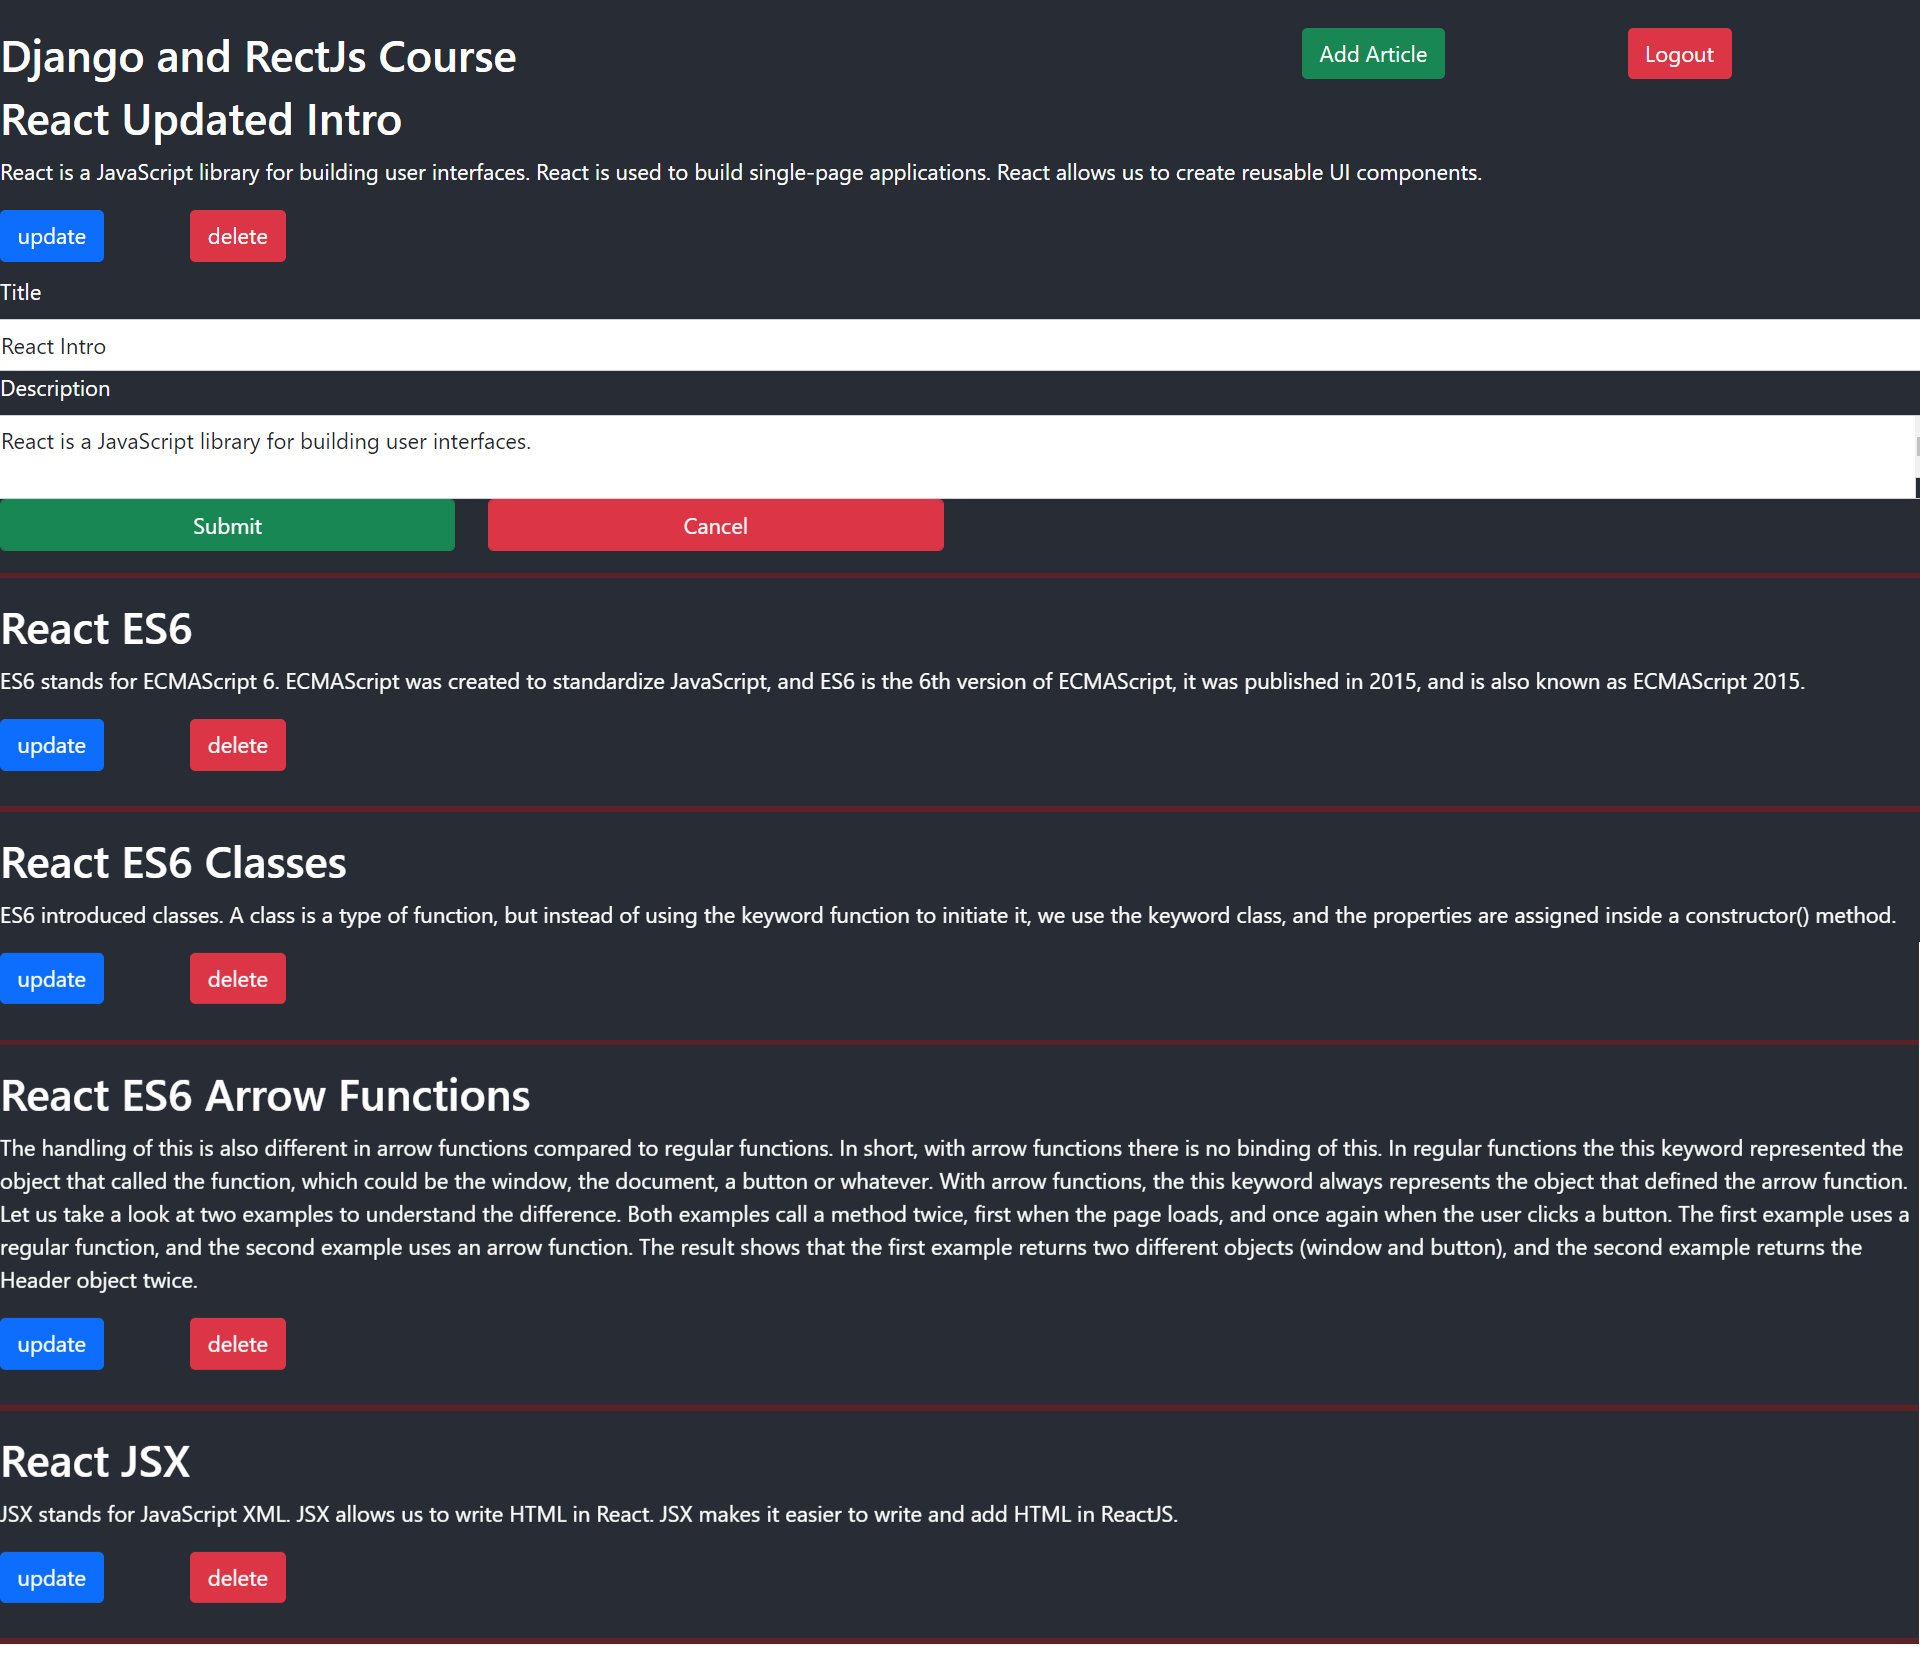 Django and RectJs Course
Add Article
Logout
React Updated Intro
React is a JavaScript library for building user interfaces. React is used to build single-page applications. React allows us to create reusable UI components.
update
delete
Title
React Intro
Description
React is a JavaScript library for building user interfaces.
Submit
Cancel
React ES6
ES6 stands for ECMAScript 6. ECMAScript was created to standardize JavaScript, and ES6 is the 6th version of ECMAScript, it was published in 2015, and is also known as ECMAScript 2015.
update
delete
React ES6 Classes
ES6 introduced classes. A class is a type of function, but instead of using the keyword function to initiate it, we use the keyword class, and the properties are assigned inside a constructor() method.
update
delete
React ES6 Arrow Functions
The handling of this is also different in arrow functions compared to regular functions. In short, with arrow functions there is no binding of this. In regular functions the this keyword represented the
object that called the function, which could be the window, the document, a button or whatever. With arrow functions, the this keyword always represents the object that defined the arrow function.
Let us take a look at two examples to understand the difference. Both examples call a method twice, first when the page loads, and once again when the user clicks a button. The first example uses a
regular function, and the second example uses an arrow function. The result shows that the first example returns two different objects (window and button), and the second example returns the
Header object twice.
update
delete
React JSX
JSX stands for JavaScript XML. JSX allows us to write HTML in React. JSX makes it easier to write and add HTML in ReactJS.
update
delete